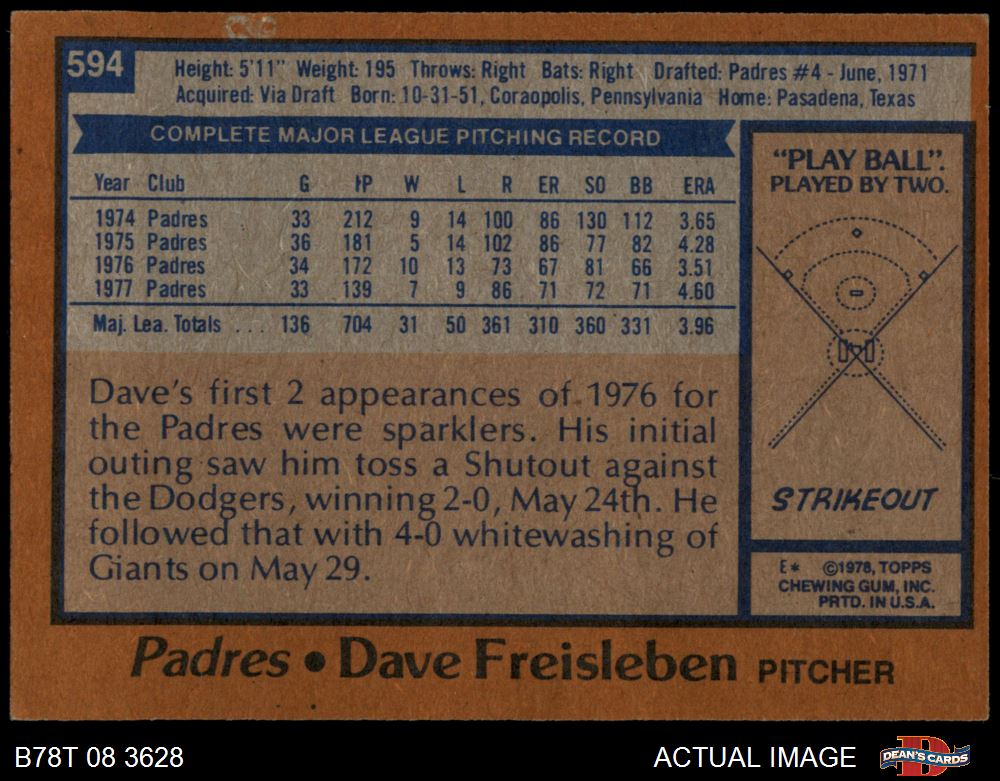 594
Height: 5'11" Weight: 195 Throws: Right Bats: Right Drafted: Padres #4 - June, 1971
Acquired: Via Draft Born: 10-31-51, Coraopolis, Pennsylvania Home: Pasadena, Texas
COMPLETE MAJOR LEAGUE PITCHING RECORD
Year Club G IP W L R ER SO BB ERA
1974 Padres 33 212 9 14 100 86 130 112 3.65
1975 Padres 36 181 5 14 102 86 77 82 4.28
1976 Padres 34 172 10 13 73 67 81 66 3.51
1977 Padres 33 139 7 9 86 71 72 71 4.60
Maj. Lea. Totals . . . 136 704 31 50 361 310 360 331 3.96
Dave's first 2 appearances of 1976 for
the Padres were sparklers. His initial
outing saw him toss a Shutout against
the Dodgers, winning 2-0, May 24th. He
followed that with 4-0 whitewashing of
Giants on May 29.
"PLAY BALL".
PLAYED BY TWO.
STRIKEOUT
E* ©1978, TOPPS
CHEWING GUM, INC.
PRTD. IN U.S.A.
Padres • Dave Freisleben PITCHER
B78T 08 3628
ACTUAL IMAGE
DEAN'S CARDS